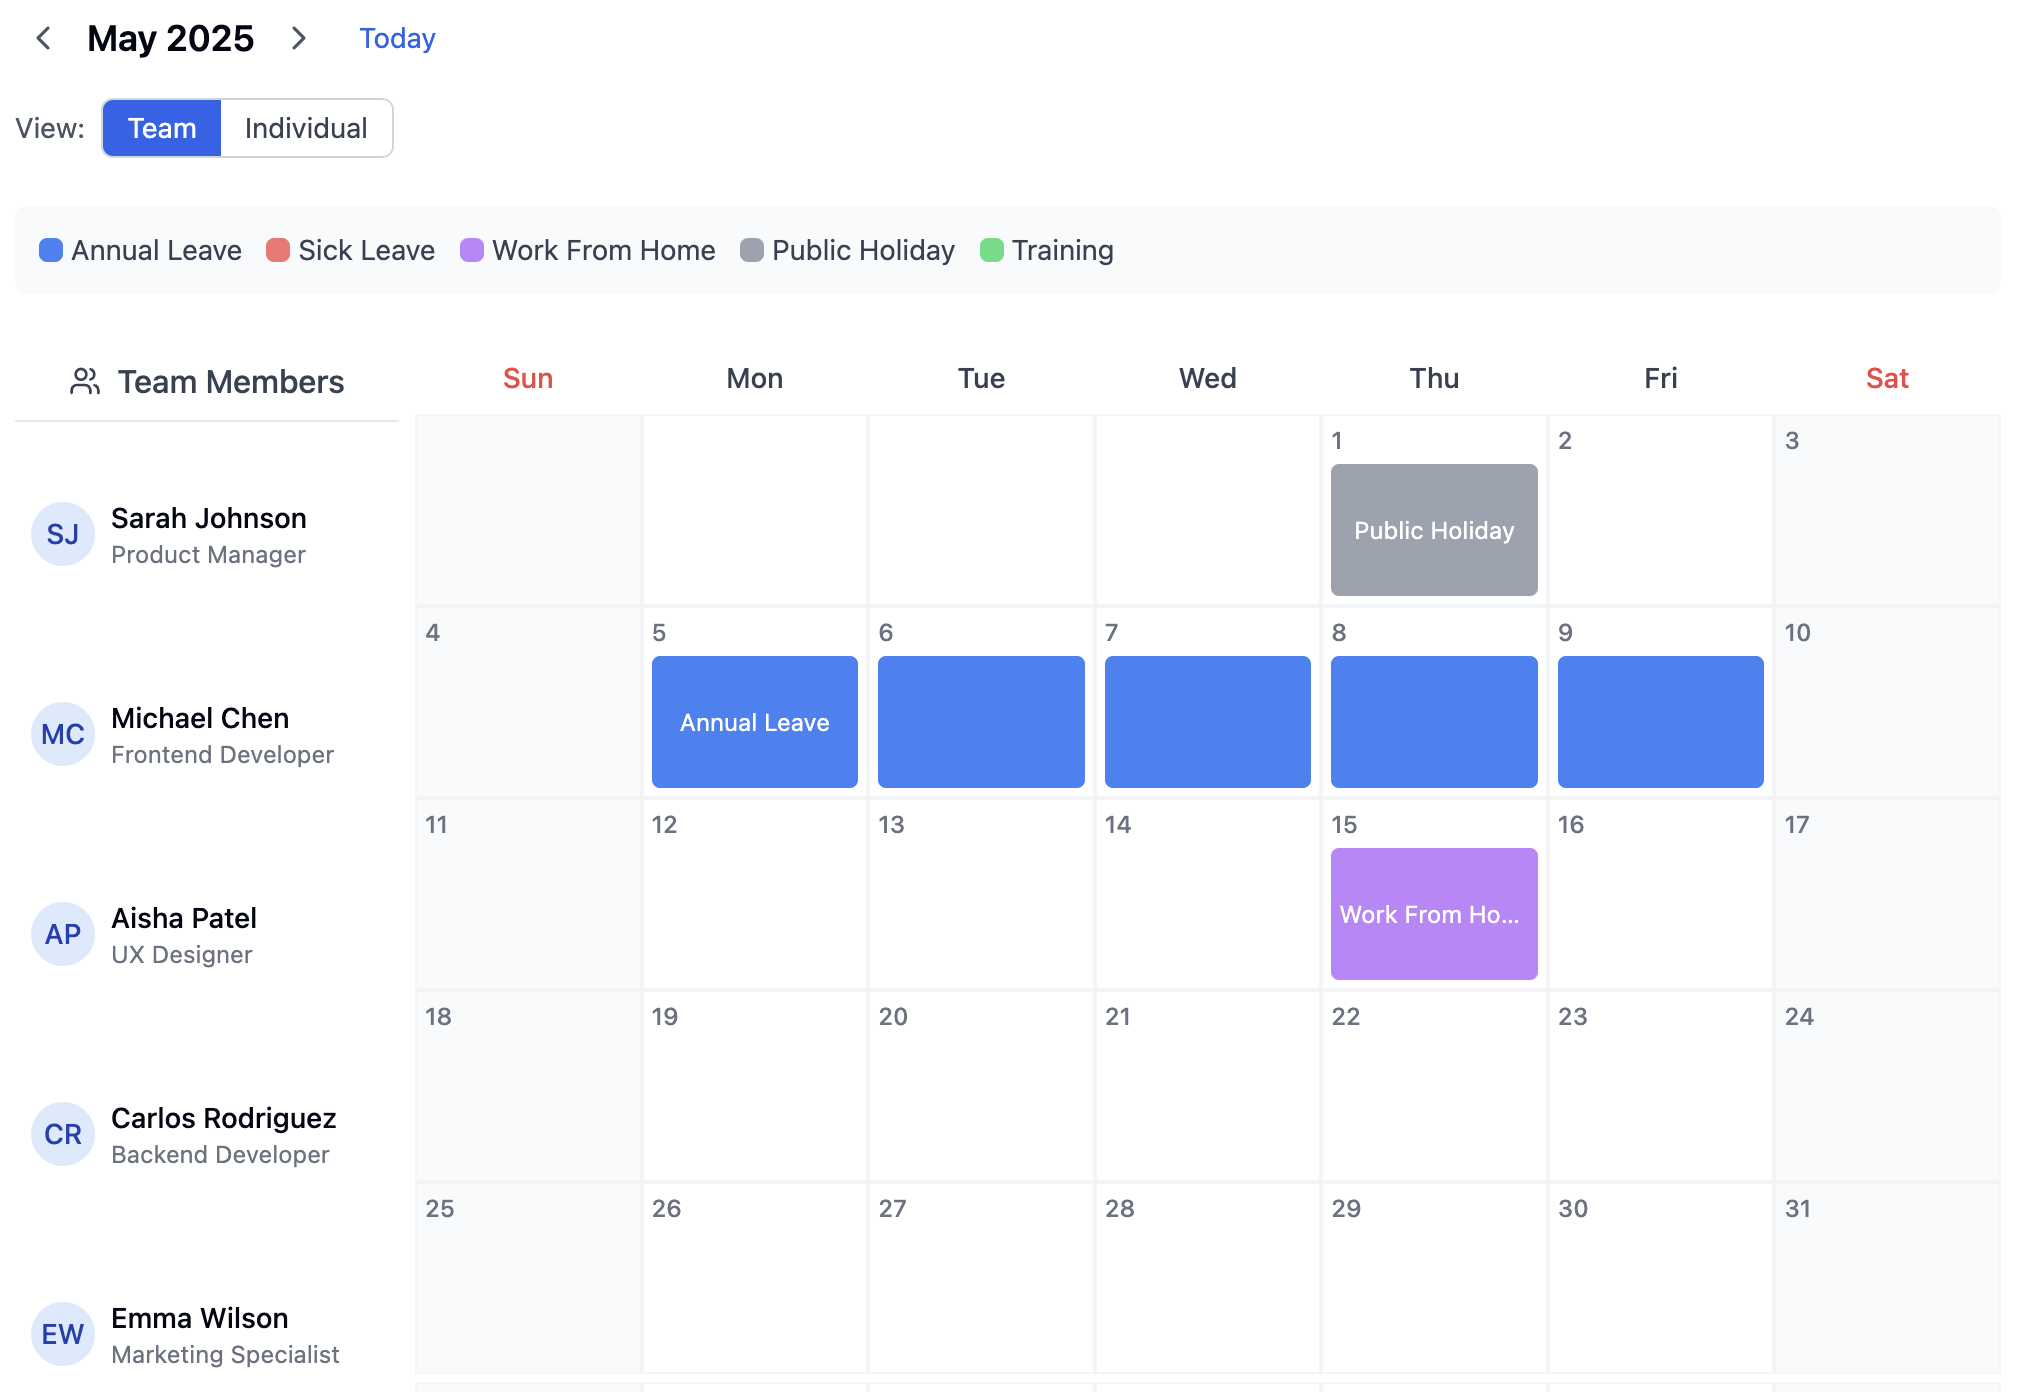 May 2025 Today
View: Team Individual
Annual Leave Sick Leave Work From Home Public Holiday Training
Team Members
SJ
Sarah Johnson
Product Manager
MC
Michael Chen
Frontend Developer
AP
Aisha Patel
UX Designer
CR
Carlos Rodriguez
Backend Developer
EW
Emma Wilson
Marketing Specialist
Sun Mon Tue Wed Thu Fri Sat
1 2 3
Public Holiday
4 5 6 7 8 9 10
Annual Leave
11 12 13 14 15 16 17
Work From Ho...
18 19 20 21 22 23 24
25 26 27 28 29 30 31